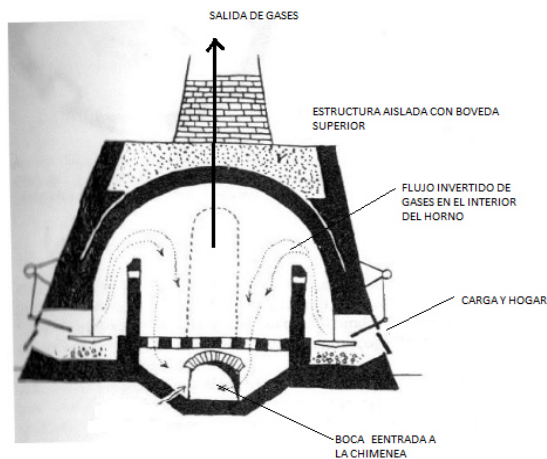 SALIDA DE GASES
ESTRUCTURA AISLADA CON BOVEDA
SUPERIOR
FLUJO INVERTIDO DE
GASES EN EL INTERIOR
DEL HORNO
CARGA Y HOGAR
BOCA EENTRADA A
LA CHIMENEA